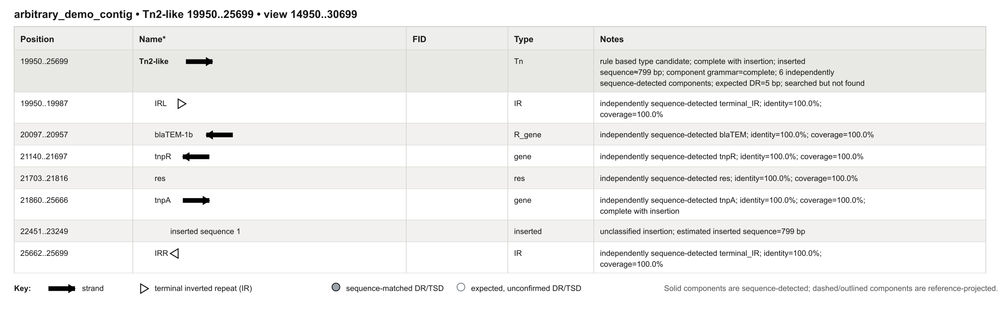 arbitrary_demo_contig • Tn2-like 19950..25699 • view 14950..30699
Position Name* FID Type Notes
19950..25699 Tn2-like Tn rule based type candidate; complete with insertion; inserted
sequence≈799 bp; component grammar=complete; 6 independently
sequence-detected components; expected DR=5 bp; searched but not found
19950..19987 IRL IR independently sequence-detected terminal_IR; identity=100.0%;
coverage=100.0%
20097..20957 blaTEM-1b R_gene independently sequence-detected blaTEM; identity=100.0%; coverage=100.0%
21140..21697 tnpR gene independently sequence-detected tnpR; identity=100.0%; coverage=100.0%
21703..21816 res res independently sequence-detected res; identity=100.0%; coverage=100.0%
21860..25666 tnpA gene independently sequence-detected tnpA; identity=100.0%; coverage=100.0%;
complete with insertion
22451..23249 inserted sequence 1 inserted unclassified insertion; estimated inserted sequence=799 bp
25662..25699 IRR IR independently sequence-detected terminal_IR; identity=100.0%;
coverage=100.0%
Key: strand terminal inverted repeat (IR) sequence-matched DR/TSD expected, unconfirmed DR/TSD Solid components are sequence-detected; dashed/outlined components are reference-projected.